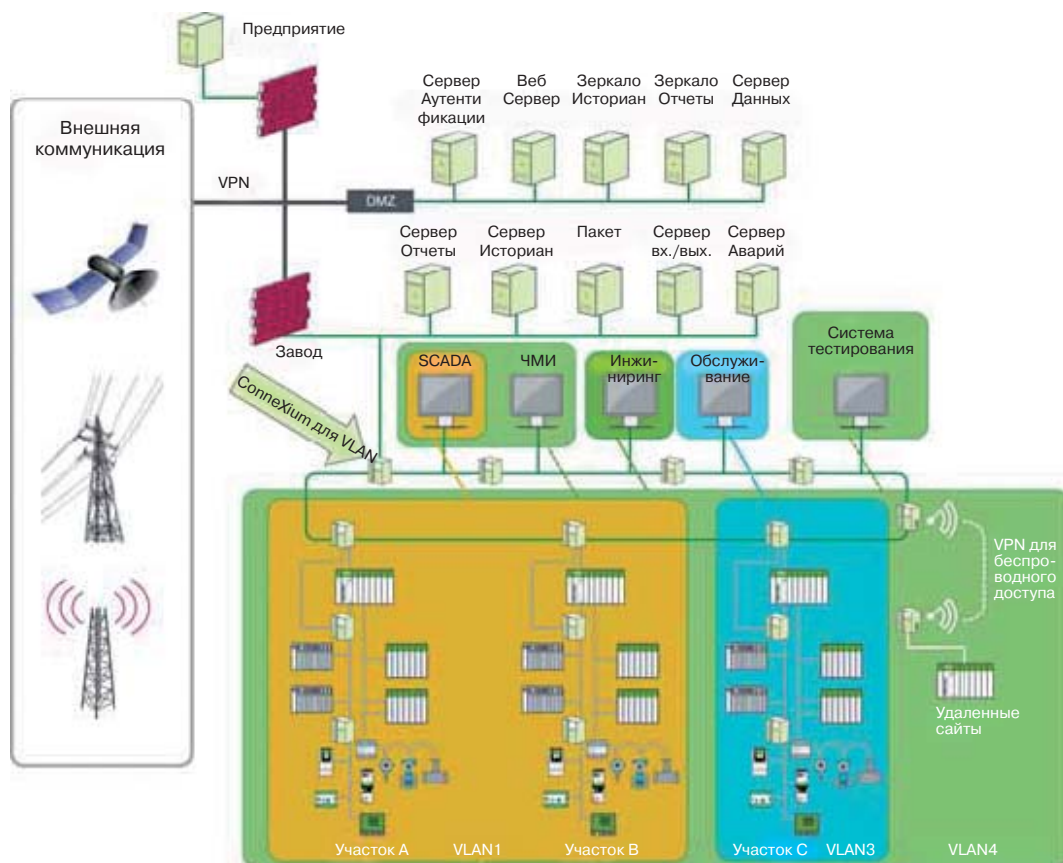 Предприятие
Внешняя
коммуникация
VPN
DMZ
Сервер
Аутенти
фикации
Веб
Сервер
Зеркало
Историан
Зеркало
Отчеты
Сервер
Данных
Сервер
Отчеты
Сервер
Историан
Пакет
Сервер
вх./вых.
Сервер
Аварий
Завод
SCADA
ЧМИ
Инжи-
ниринг
Обслужи-
вание
Система
тестирования
ConneXium для VLAN
VPN для
беспро-
водного
доступа
Удаленные
сайты
Участок A
VLAN1
Участок B
Участок C
VLAN3
VLAN4